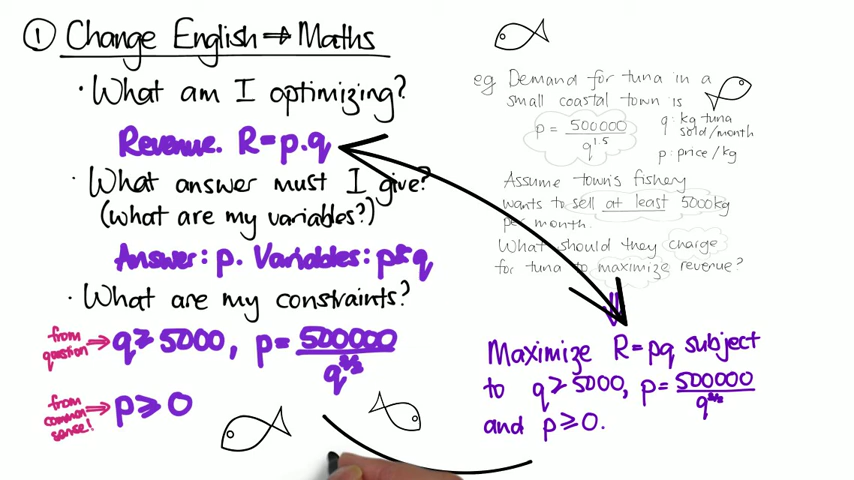 ① Change English ⇒ Maths
· What am I optimizing?
Revenue. R = p.q
· What answer must I give?
(what are my variables?)
Answer: p. Variables: p & q
· What are my constraints?
from question → q ≥ 5000, p = 500000 / q^3/2
from common sense! → p ≥ 0
eg Demand for tuna in a
small coastal town is
p = 500000 / q^1.5
q: kg tuna
sold/month
p: price/kg
Assume town's fishery
wants to sell at least 5000kg
per month.
What should they charge
for tuna to maximize revenue?
Maximize R = pq subject
to q ≥ 5000, p = 500000 / q^3/2
and p ≥ 0.